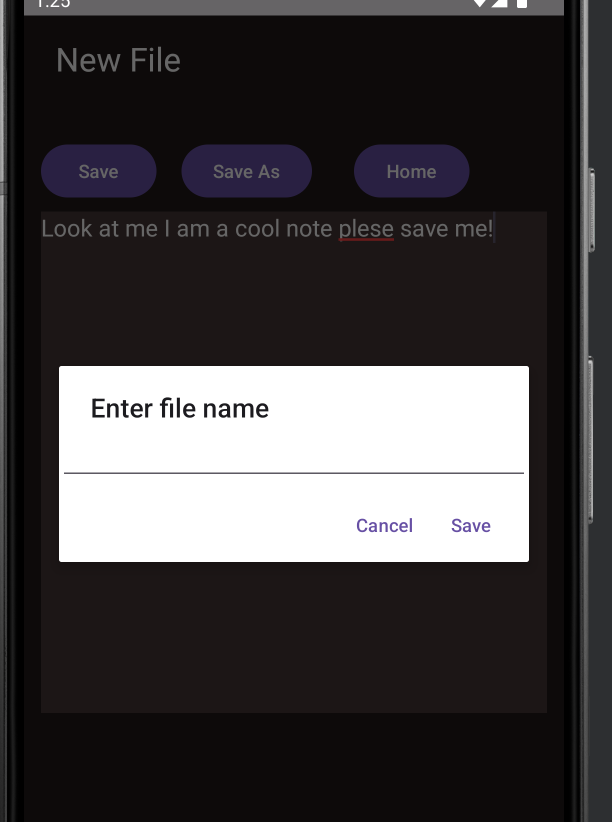 1:25
New File
Save Save As Home
Look at me I am a cool note plese save me!
Enter file name
Cancel Save